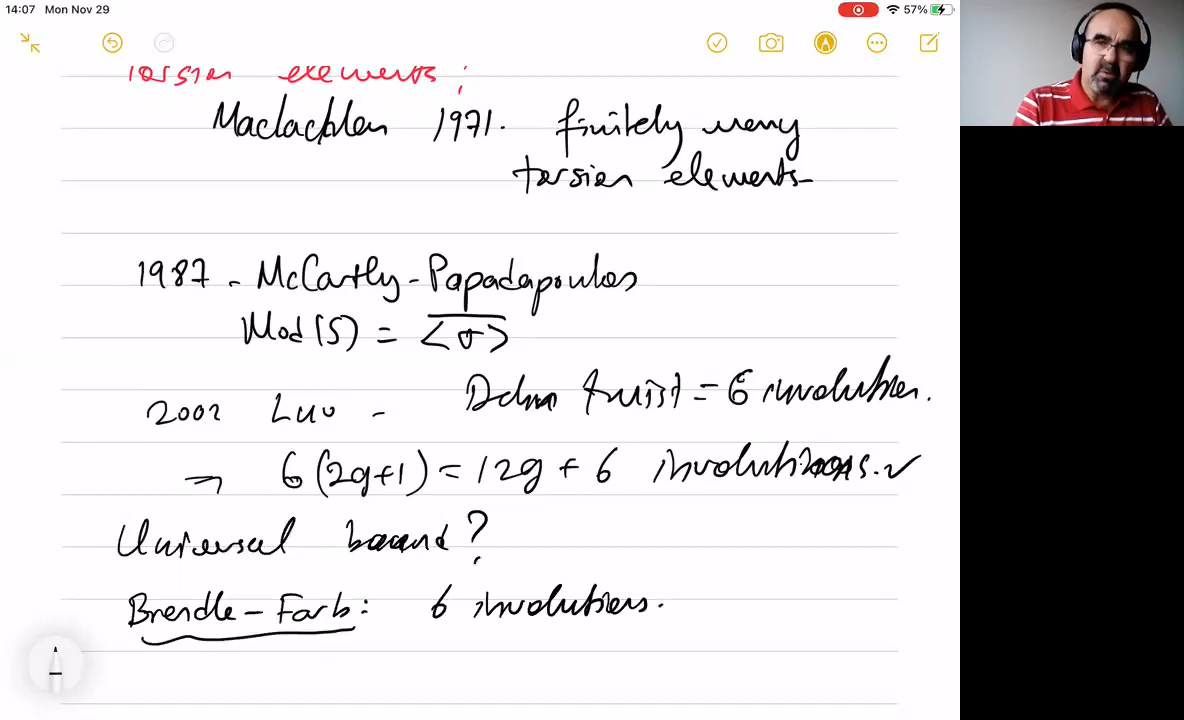 14:07 Mon Nov 29
57%
torsion elements:
Maclachlan 1971. finitely many
torsion elements-
1987 - McCarthy - Papadopoulos
Mod(S) = <σ>
2002 Luo - Dehn twist = 6 involution.
⇒ 6(2g+1) = 12g + 6 involutions. ✓
Universal bound?
Brendle - Farb: 6 involutions.